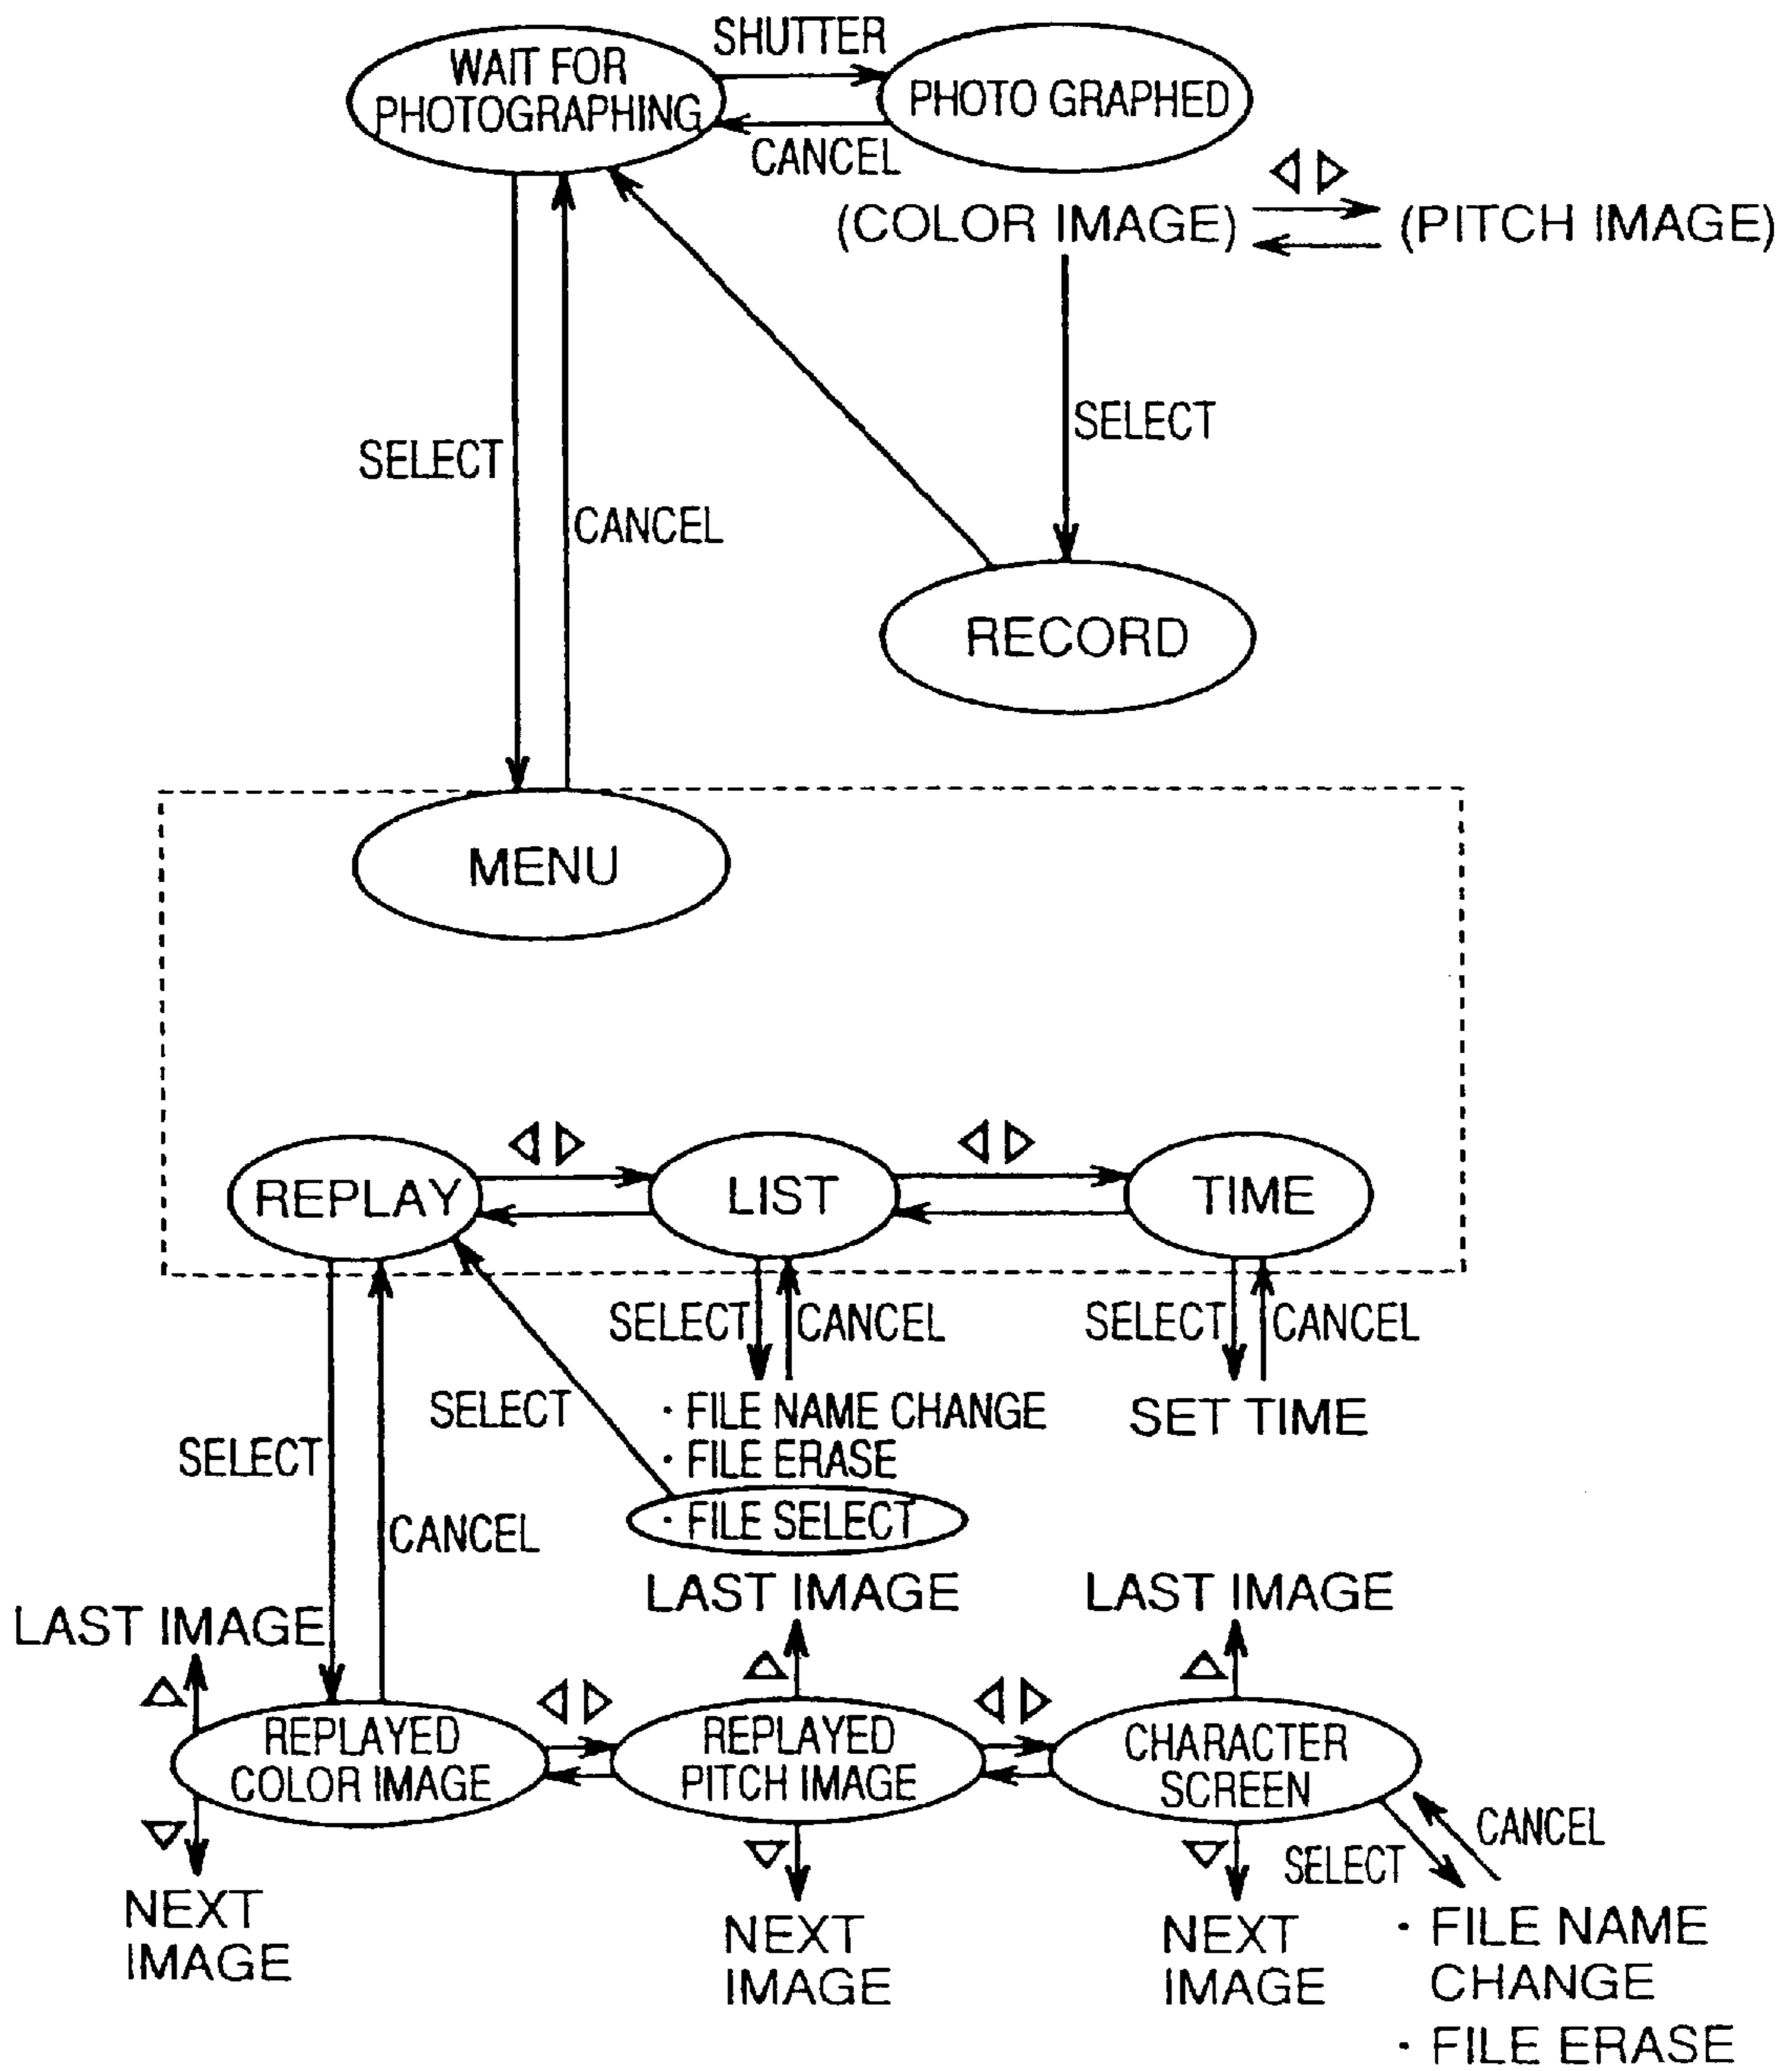 SHUTTER
WAIT FOR
PHOTOGRAPHING
PHOTO GRAPHED
CANCEL
◁ ▷
(COLOR IMAGE)
(PITCH IMAGE)
SELECT
SELECT
CANCEL
RECORD
MENU
◁ ▷
◁ ▷
REPLAY
LIST
TIME
SELECT
CANCEL
SELECT
CANCEL
SELECT
· FILE NAME CHANGE
SET TIME
SELECT
· FILE ERASE
CANCEL
· FILE SELECT
LAST IMAGE
LAST IMAGE
LAST IMAGE
△
△
△
◁ ▷
◁ ▷
REPLAYED
COLOR IMAGE
REPLAYED
PITCH IMAGE
CHARACTER
SCREEN
▽
▽
▽
CANCEL
SELECT
NEXT
IMAGE
NEXT
IMAGE
NEXT
IMAGE
· FILE NAME
CHANGE
· FILE ERASE